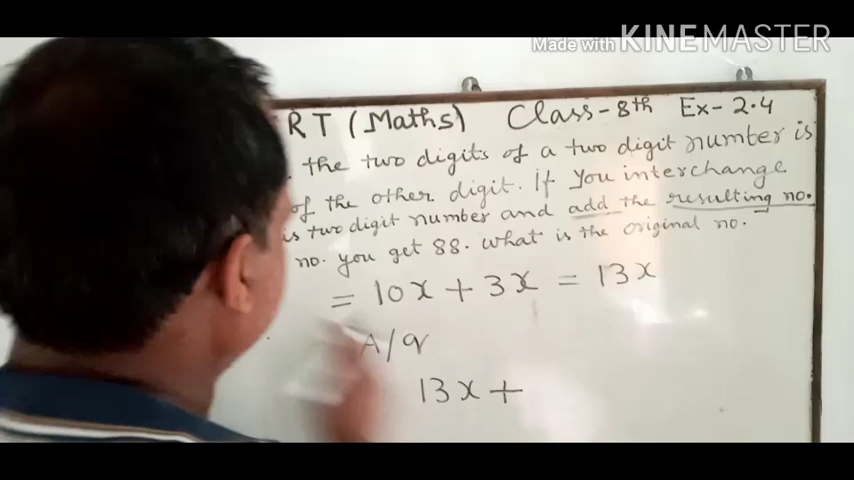 Made with KINEMASTER
RT (Maths) Class-8th Ex-2.4
the two digits of a two digit number is
of the other digit. If You interchange
is two digit number and add the resulting no.
no. you get 88. what is the original no.
= 10x + 3x = 13x
A/q
13x +